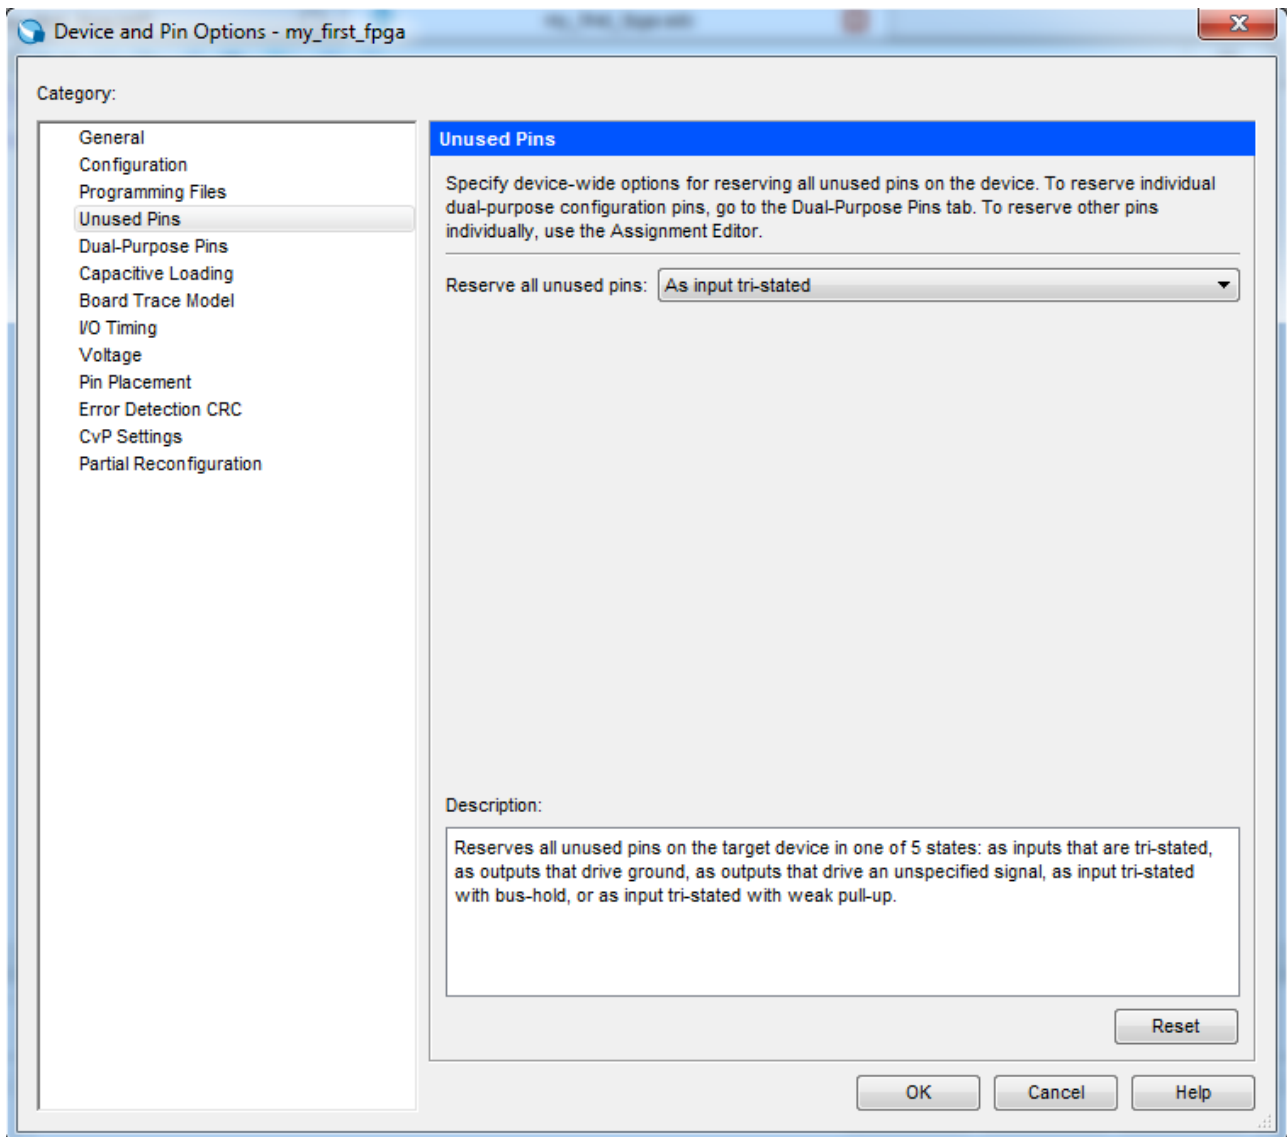 Device and Pin Options - my_first_fpga
Category:
General
Configuration
Programming Files
Unused Pins
Dual-Purpose Pins
Capacitive Loading
Board Trace Model
I/O Timing
Voltage
Pin Placement
Error Detection CRC
CvP Settings
Partial Reconfiguration
Unused Pins
Specify device-wide options for reserving all unused pins on the device. To reserve individual
dual-purpose configuration pins, go to the Dual-Purpose Pins tab. To reserve other pins
individually, use the Assignment Editor.
Reserve all unused pins: As input tri-stated
Description:
Reserves all unused pins on the target device in one of 5 states: as inputs that are tri-stated,
as outputs that drive ground, as outputs that drive an unspecified signal, as input tri-stated
with bus-hold, or as input tri-stated with weak pull-up.
Reset
OK Cancel Help